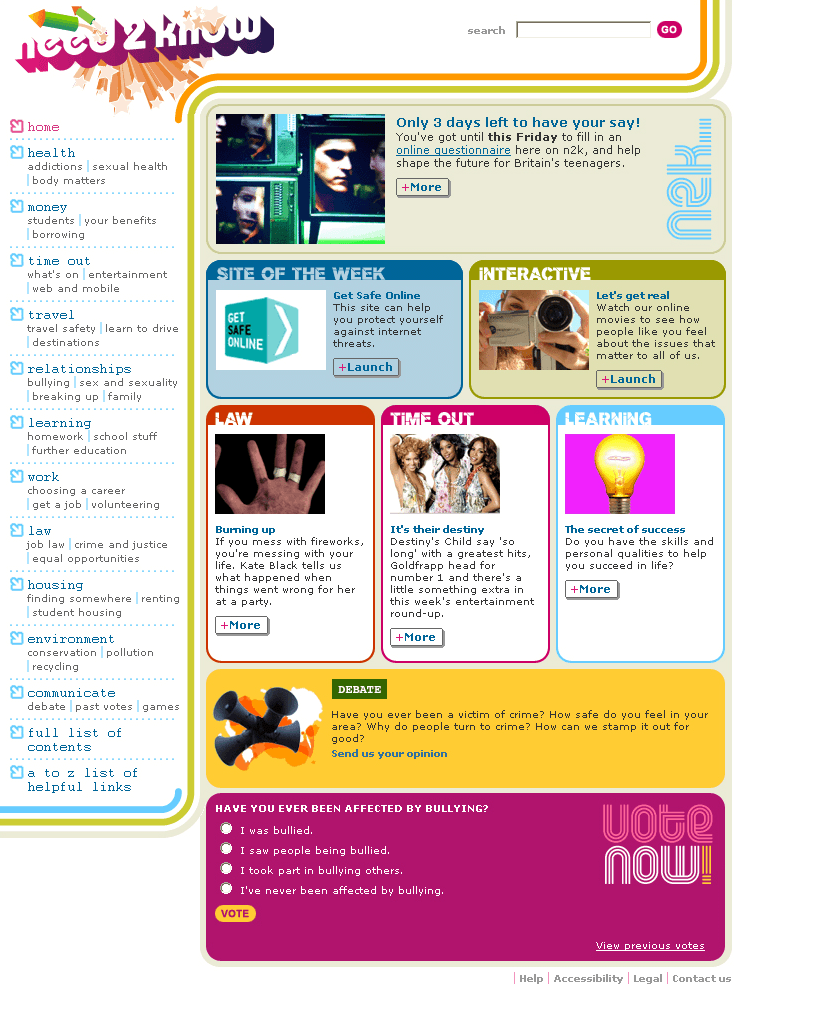 need 2 know
search GO
home
health
addictions sexual health
body matters
money
students your benefits
borrowing
time out
what's on entertainment
web and mobile
travel
travel safety learn to drive
destinations
relationships
bullying sex and sexuality
breaking up family
learning
homework school stuff
further education
work
choosing a career
get a job volunteering
law
job law crime and justice
equal opportunities
housing
finding somewhere renting
student housing
environment
conservation pollution
recycling
communicate
debate past votes games
full list of
contents
a to z list of
helpful links
Only 3 days left to have your say!
You've got until this Friday to fill in an
online questionnaire here on n2k, and help
shape the future for Britain's teenagers.
+More
n2k...
SITE OF THE WEEK
GET
SAFE
ONLINE
Get Safe Online
This site can help
you protect yourself
against internet
threats.
+Launch
INTERACTIVE
Let's get real
Watch our online
movies to see how
people like you feel
about the issues that
matter to all of us.
+Launch
LAW
Burning up
If you mess with fireworks,
you're messing with your
life. Kate Black tells us
what happened when
things went wrong for her
at a party.
+More
TIME OUT
It's their destiny
Destiny's Child say 'so
long' with a greatest hits,
Goldfrapp head for
number 1 and there's a
little something extra in
this week's entertainment
round-up.
+More
LEARNING
The secret of success
Do you have the skills and
personal qualities to help
you succeed in life?
+More
DEBATE
Have you ever been a victim of crime? How safe do you feel in your
area? Why do people turn to crime? How can we stamp it out for
good?
Send us your opinion
HAVE YOU EVER BEEN AFFECTED BY BULLYING?
I was bullied.
I saw people being bullied.
I took part in bullying others.
I've never been affected by bullying.
VOTE
vote
now!
View previous votes
Help Accessibility Legal Contact us